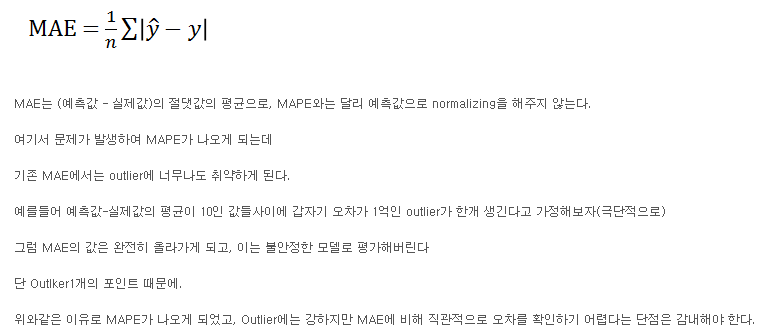 MAE = 1/n ∑|ŷ − y|
MAE는 (예측값 - 실제값)의 절댓값의 평균으로, MAPE와는 달리 예측값으로 normalizing을 해주지 않는다.
여기서 문제가 발생하여 MAPE가 나오게 되는데
기존 MAE에서는 outlier에 너무나도 취약하게 된다.
예를들어 예측값-실제값의 평균이 10인 값들사이에 갑자기 오차가 1억인 outlier가 한개 생긴다고 가정해보자(극단적으로)
그럼 MAE의 값은 완전히 올라가게 되고, 이는 불안정한 모델로 평가해버린다
단 Outlker1개의 포인트 때문에.
위와같은 이유로 MAPE가 나오게 되었고, Outlier에는 강하지만 MAE에 비해 직관적으로 오차를 확인하기 어렵다는 단점은 감내해야 한다.